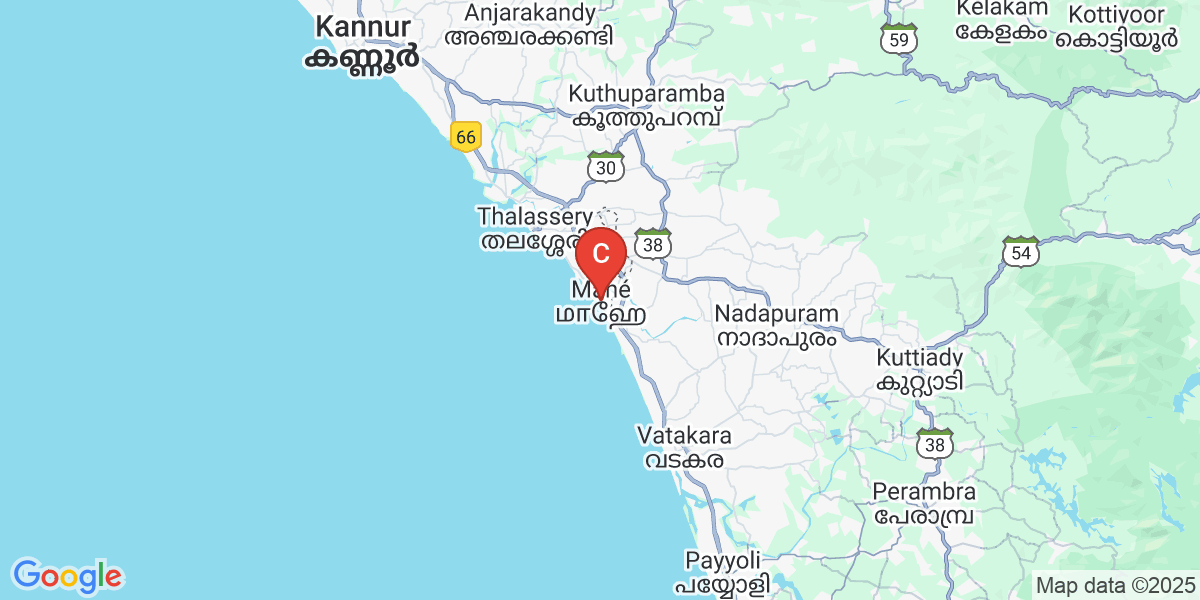 Kelakam
കേളകം
Anjarakandy
അഞ്ചരക്കണ്ടി
Kottiyoor
കൊട്ടിയൂർ
Kannur
കണ്ണൂർ
59
Kuthuparamba
കൂത്തുപറമ്പ്
66
30
Thalassery
തലശ്ശേരി
38
54
C
Mahé
മാഹേ
Nadapuram
നാദാപുരം
Kuttiady
കുറ്റ്യാടി
Vatakara
വടകര
38
Perambra
പേരാമ്പ്ര
Payyoli
പയ്യോളി
Google
Map data ©2025